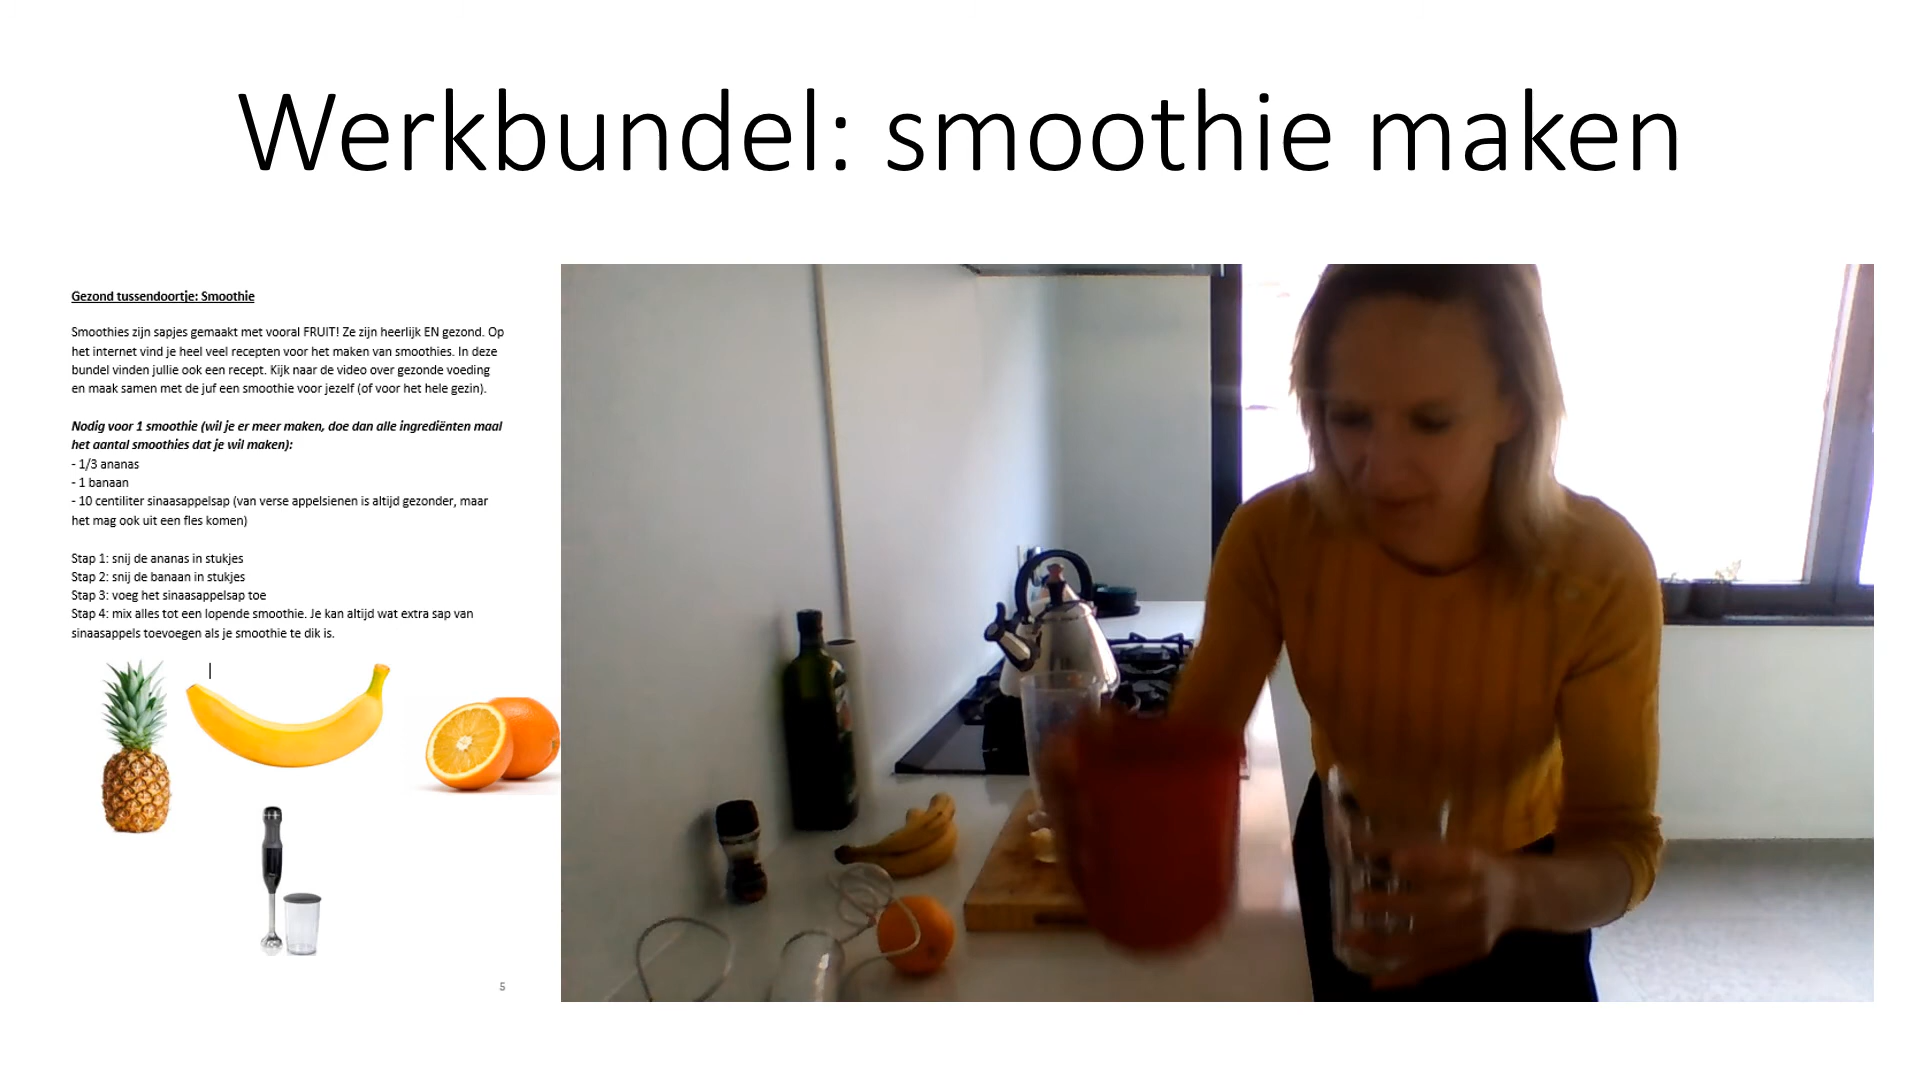 Werkbundel: smoothie maken
Gezond tussendoortje: Smoothie
Smoothies zijn sapjes gemaakt met vooral FRUIT! Ze zijn heerlijk EN gezond. Op
het internet vind je heel veel recepten voor het maken van smoothies. In deze
bundel vinden jullie ook een recept. Kijk naar de video over gezonde voeding
en maak samen met de juf een smoothie voor jezelf (of voor het hele gezin).
Nodig voor 1 smoothie (wil je er meer maken, doe dan alle ingrediënten maal
het aantal smoothies dat je wil maken):
- 1/3 ananas
- 1 banaan
- 10 centiliter sinaasappelsap (van verse appelsienen is altijd gezonder, maar
het mag ook uit een fles komen)
Stap 1: snij de ananas in stukjes
Stap 2: snij de banaan in stukjes
Stap 3: voeg het sinaasappelsap toe
Stap 4: mix alles tot een lopende smoothie. Je kan altijd wat extra sap van
sinaasappels toevoegen als je smoothie te dik is.
5